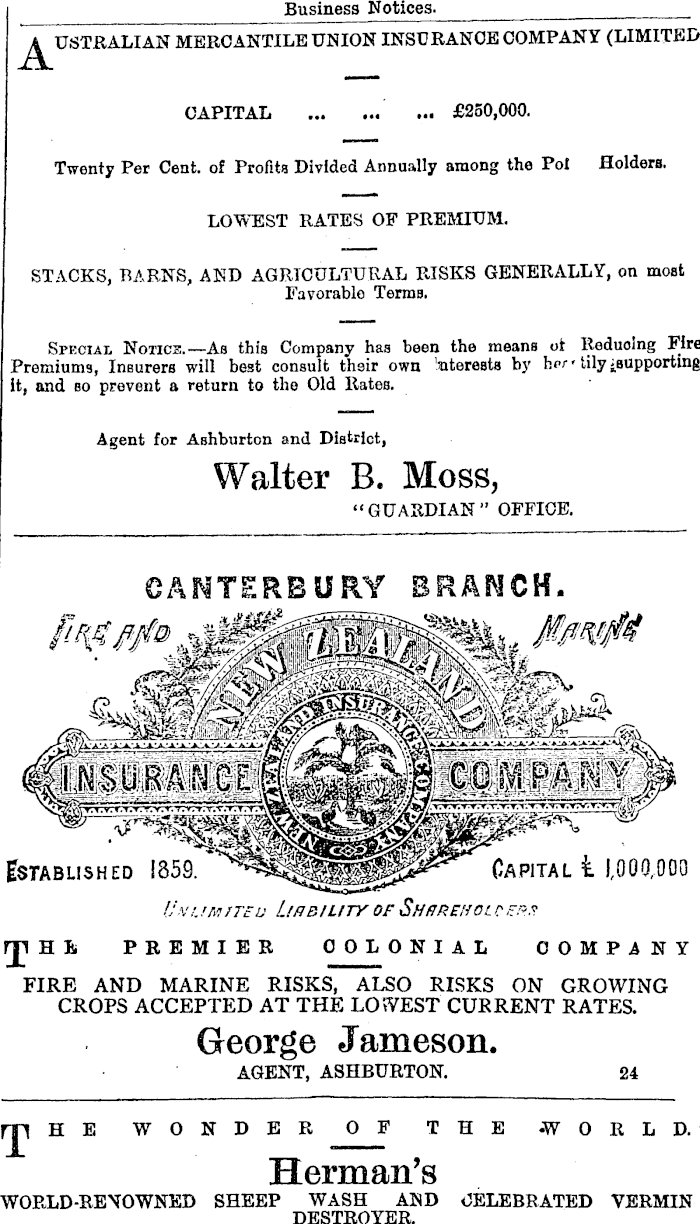 Business Notices.
AUSTRALIAN MERCANTILE UNION INSURANCE COMPANY (LIMITED
CAPITAL ... ... ... £250,000.
Twenty Per Cent. of Profits Divided Annually among the Pol Holders.
LOWEST RATES OF PREMIUM.
STACKS, BARNS, AND AGRICULTURAL RISKS GENERALLY, on most
Favorable Terms.
SPECIAL NOTICE.—As this Company has been the means of Reducing Fire
Premiums, Insurers will best consult their own interests by heartily supporting
it, and so prevent a return to the Old Rates.
Agent for Ashburton and District,
Walter B. Moss,
"GUARDIAN" OFFICE.
CANTERBURY BRANCH.
FIRE AND MARINE
NEW ZEALAND
INSURANCE COMPANY
NEW ZEALAND INSURANCE COMPANY
ESTABLISHED 1859. CAPITAL £ 1,000,000
UNLIMITED LIABILITY OF SHAREHOLDERS
THE PREMIER COLONIAL COMPANY
FIRE AND MARINE RISKS, ALSO RISKS ON GROWING
CROPS ACCEPTED AT THE LOWEST CURRENT RATES.
George Jameson.
AGENT, ASHBURTON. 24
THE WONDER OF THE WORLD.
Herman's
WORLD-RENOWNED SHEEP WASH AND CELEBRATED VERMIN
DESTROYER.